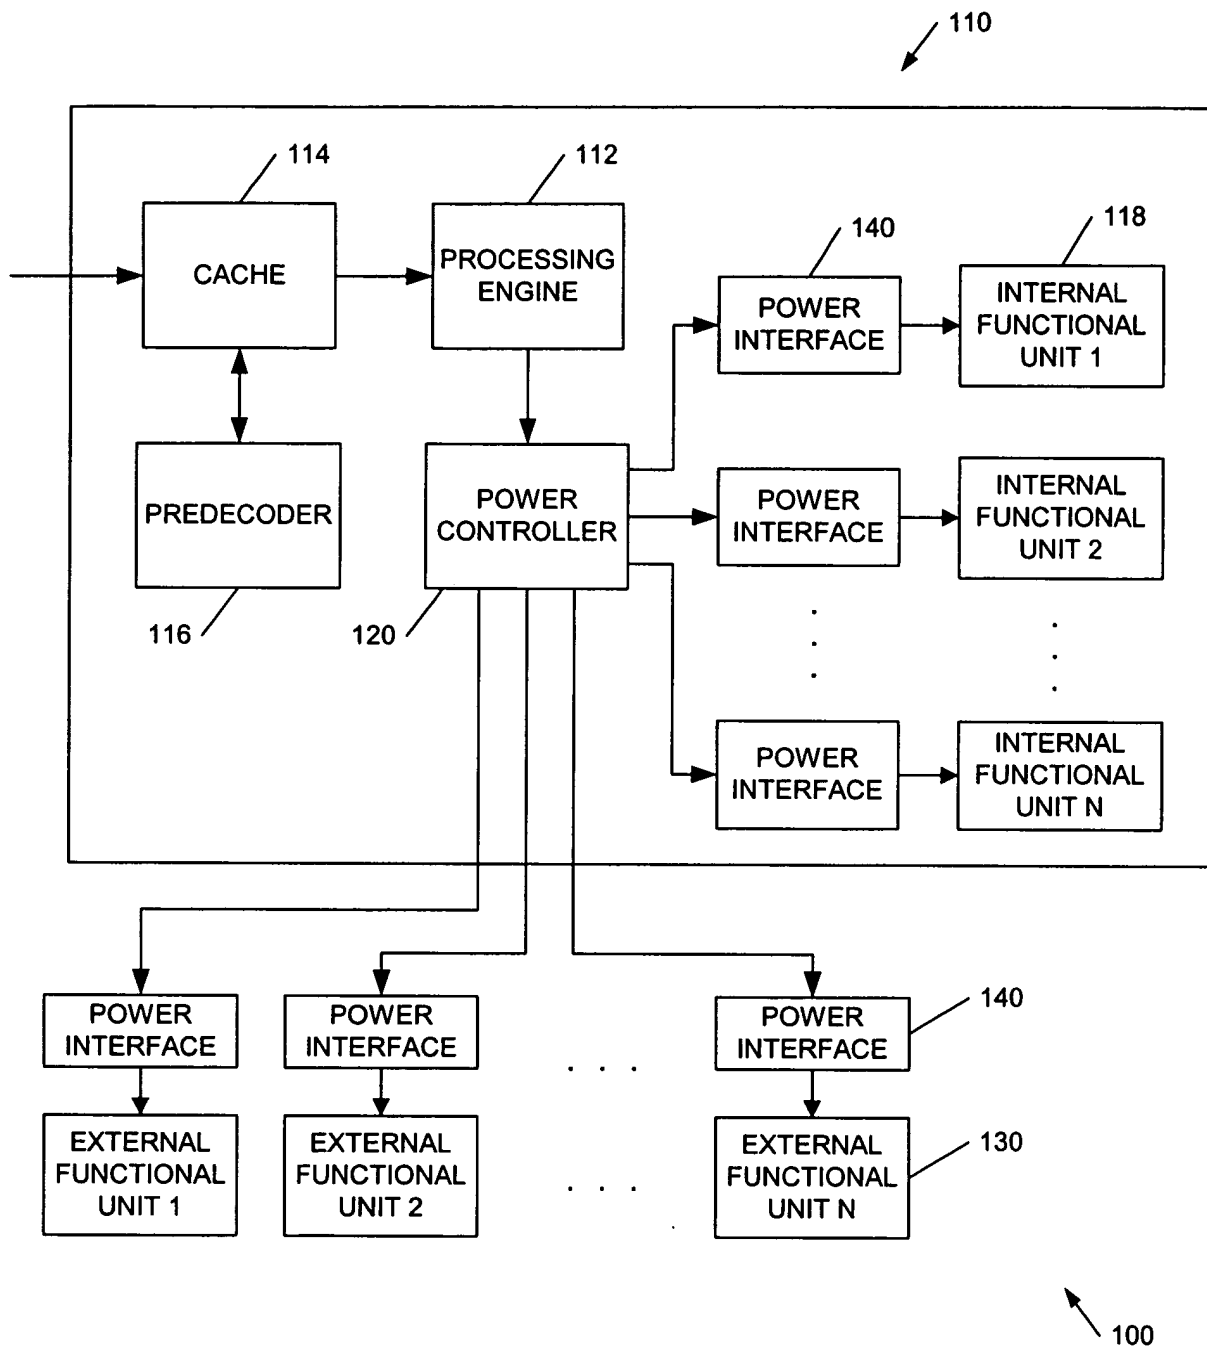 110
114
112
140
118
CACHE
PROCESSING
ENGINE
POWER
INTERFACE
INTERNAL
FUNCTIONAL
UNIT 1
PREDECODER
POWER
CONTROLLER
POWER
INTERFACE
INTERNAL
FUNCTIONAL
UNIT 2
116
120
. . .
. . .
POWER
INTERFACE
INTERNAL
FUNCTIONAL
UNIT N
POWER
INTERFACE
POWER
INTERFACE
. . .
POWER
INTERFACE
140
EXTERNAL
FUNCTIONAL
UNIT 1
EXTERNAL
FUNCTIONAL
UNIT 2
. . .
EXTERNAL
FUNCTIONAL
UNIT N
130
100